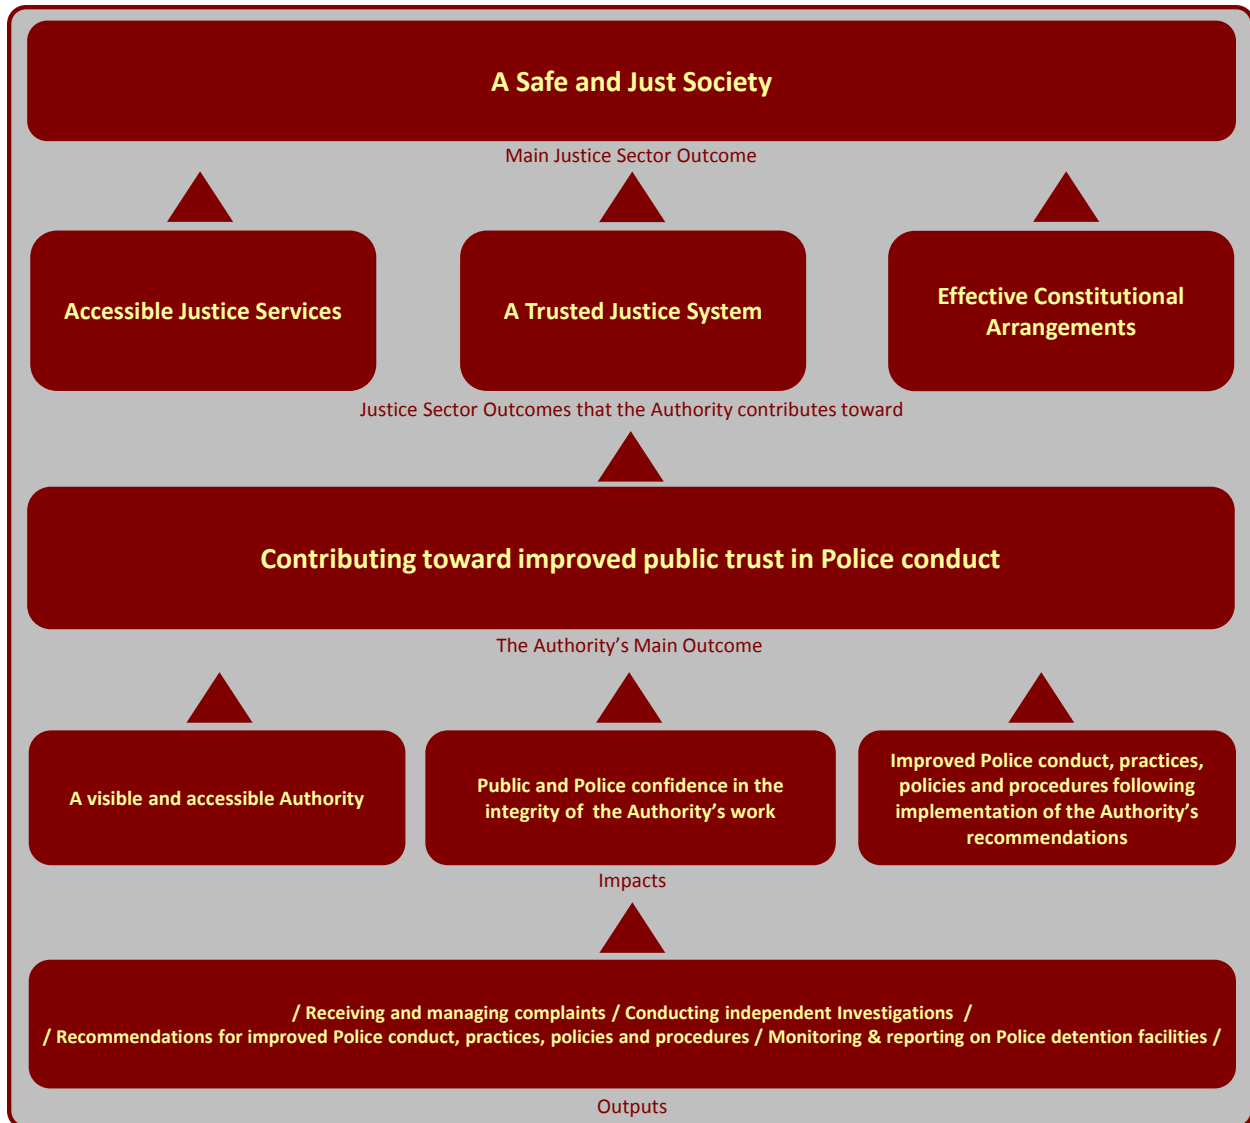 A Safe and Just Society
Main Justice Sector Outcome
Accessible Justice Services
A Trusted Justice System
Effective Constitutional
Arrangements
Justice Sector Outcomes that the Authority contributes toward
Contributing toward improved public trust in Police conduct
The Authority’s Main Outcome
A visible and accessible Authority
Public and Police confidence in the
integrity of  the Authority’s work
Improved Police conduct, practices,
policies and procedures following
implementation of the Authority’s
recommendations
Impacts
/ Receiving and managing complaints / Conducting independent Investigations  /
/ Recommendations for improved Police conduct, practices, policies and procedures / Monitoring & reporting on Police detention facilities /
Outputs